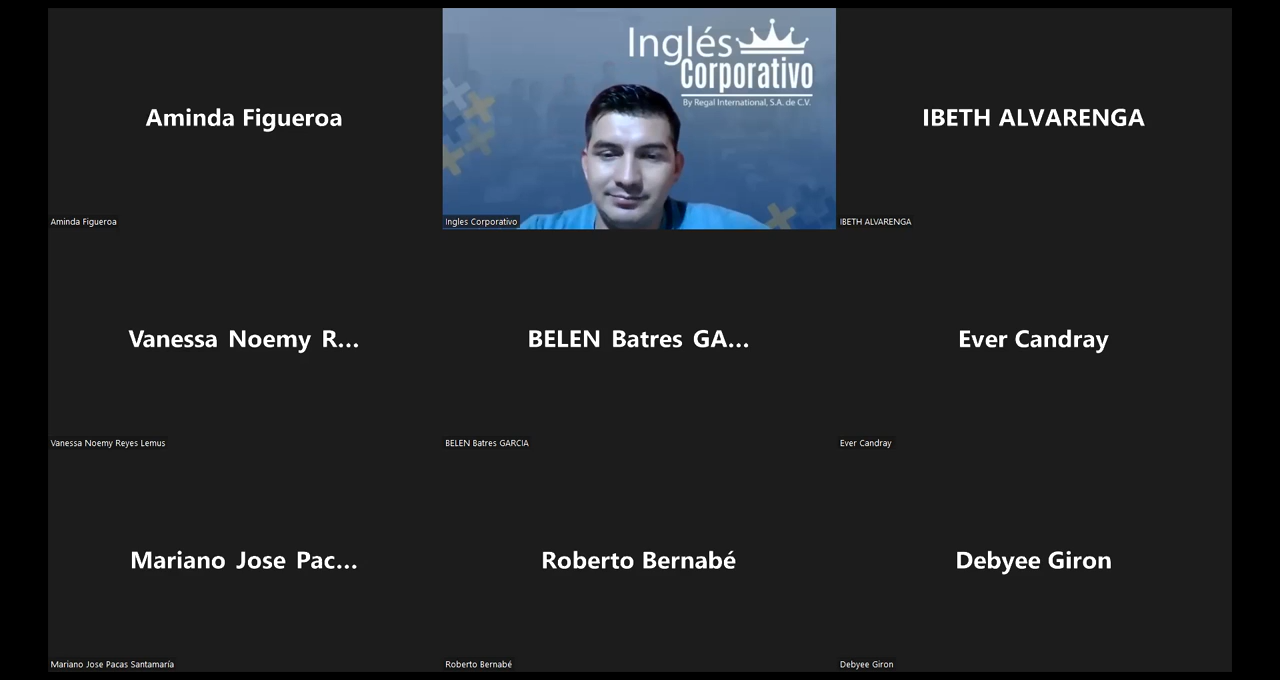 Aminda Figueroa
Aminda Figueroa
Inglés
Corporativo
By Regal International, S.A. de C.V.
Ingles Corporativo
IBETH ALVARENGA
IBETH ALVARENGA
Vanessa Noemy R...
Vanessa Noemy Reyes Lemus
BELEN Batres GA...
BELEN Batres GARCIA
Ever Candray
Ever Candray
Mariano Jose Pac...
Mariano Jose Pacas Santamaría
Roberto Bernabé
Roberto Bernabé
Debyee Giron
Debyee Giron